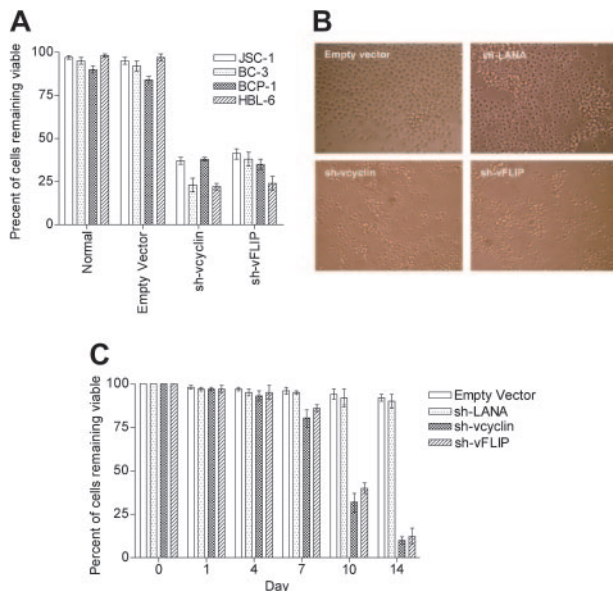 A
Precent of cells remaining viable
100
75
50
25
0
JSC-1
BC-3
BCP-1
HBL-6
Normal
Empty Vector
sh-vcyclin
sh-vFLIP
B
Empty vector
sh-LANA
sh-vcyclin
sh-vFLIP
C
Percent of cells remaining viable
100
75
50
25
0
0 1 4 7 10 14
Day
Empty Vector
sh-LANA
sh-vcyclin
sh-vFLIP